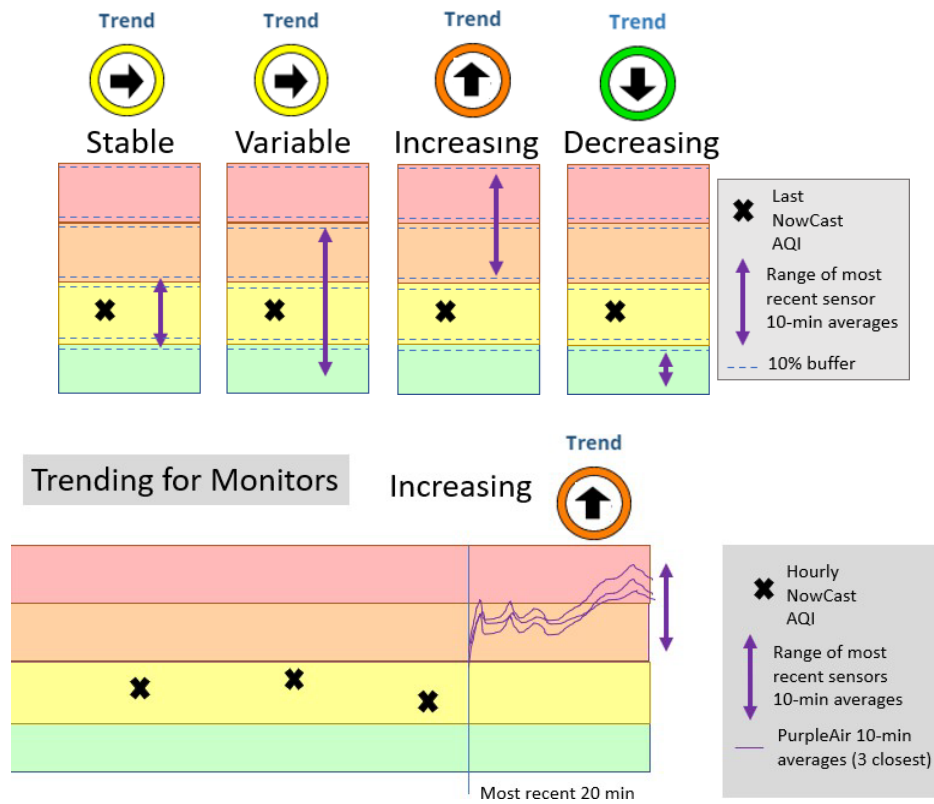 Trend
Trend
Trend
Trend
Stable
Variable
Increasing
Decreasing
Last
NowCast
AQI
Range of most
recent sensor
10-min averages
10% buffer
Trending for Monitors
Increasing
Trend
Hourly
NowCast
AQI
Range of most
recent sensors
10-min averages
PurpleAir 10-min
averages (3 closest)
Most recent 20 min